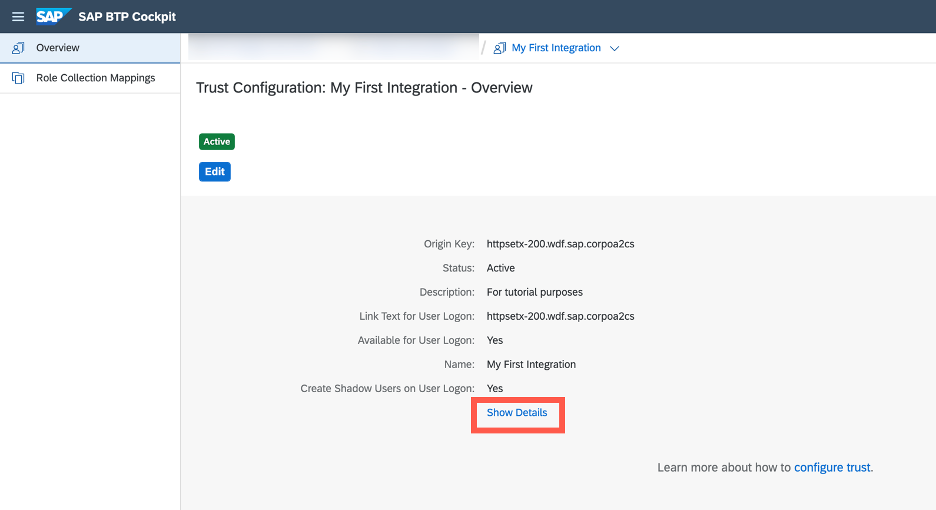 SAP SAP BTP Cockpit
Overview
/ My First Integration
Role Collection Mappings
Trust Configuration: My First Integration - Overview
Active
Edit
Origin Key: httpsetx-200.wdf.sap.corpoa2cs
Status: Active
Description: For tutorial purposes
Link Text for User Logon: httpsetx-200.wdf.sap.corpoa2cs
Available for User Logon: Yes
Name: My First Integration
Create Shadow Users on User Logon: Yes
Show Details
Learn more about how to configure trust.